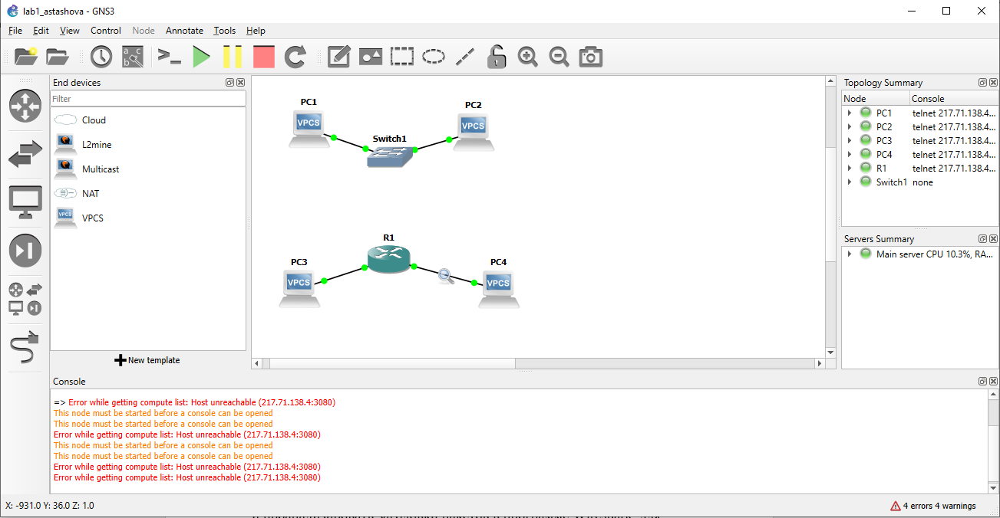 lab1_astashova - GNS3
File Edit View Control Node Annotate Tools Help
End devices
Filter
Cloud
L2mine
Multicast
NAT
VPCS
New template
PC1
VPCS
PC2
VPCS
Switch1
R1
PC3
VPCS
PC4
VPCS
Topology Summary
Node Console
PC1 telnet 217.71.138.4...
PC2 telnet 217.71.138.4...
PC3 telnet 217.71.138.4...
PC4 telnet 217.71.138.4...
R1 telnet 217.71.138.4...
Switch1 none
Servers Summary
Main server CPU 10.3%, RA...
Console
=> Error while getting compute list: Host unreachable (217.71.138.4:3080)
This node must be started before a console can be opened
This node must be started before a console can be opened
Error while getting compute list: Host unreachable (217.71.138.4:3080)
This node must be started before a console can be opened
This node must be started before a console can be opened
Error while getting compute list: Host unreachable (217.71.138.4:3080)
Error while getting compute list: Host unreachable (217.71.138.4:3080)
X: -931.0 Y: 36.0 Z: 1.0
4 errors 4 warnings